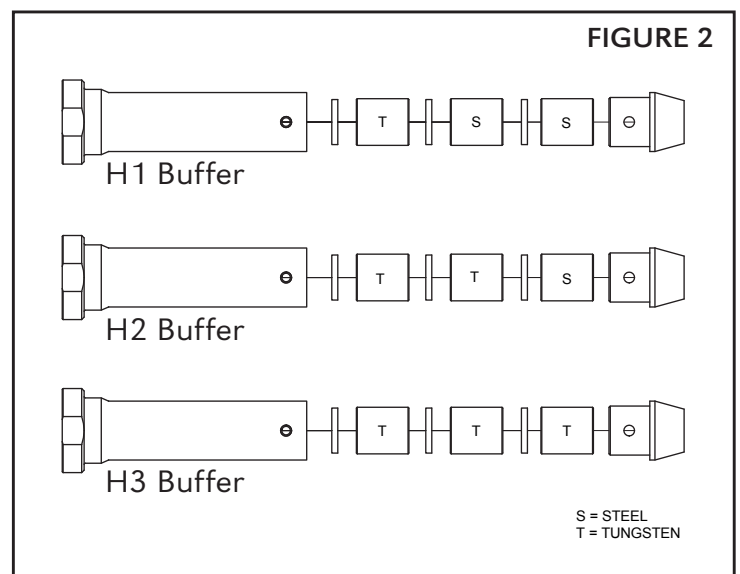 FIGURE 2
T S S
H1 Buffer
T T S
H2 Buffer
T T T
H3 Buffer
S = STEEL
T = TUNGSTEN